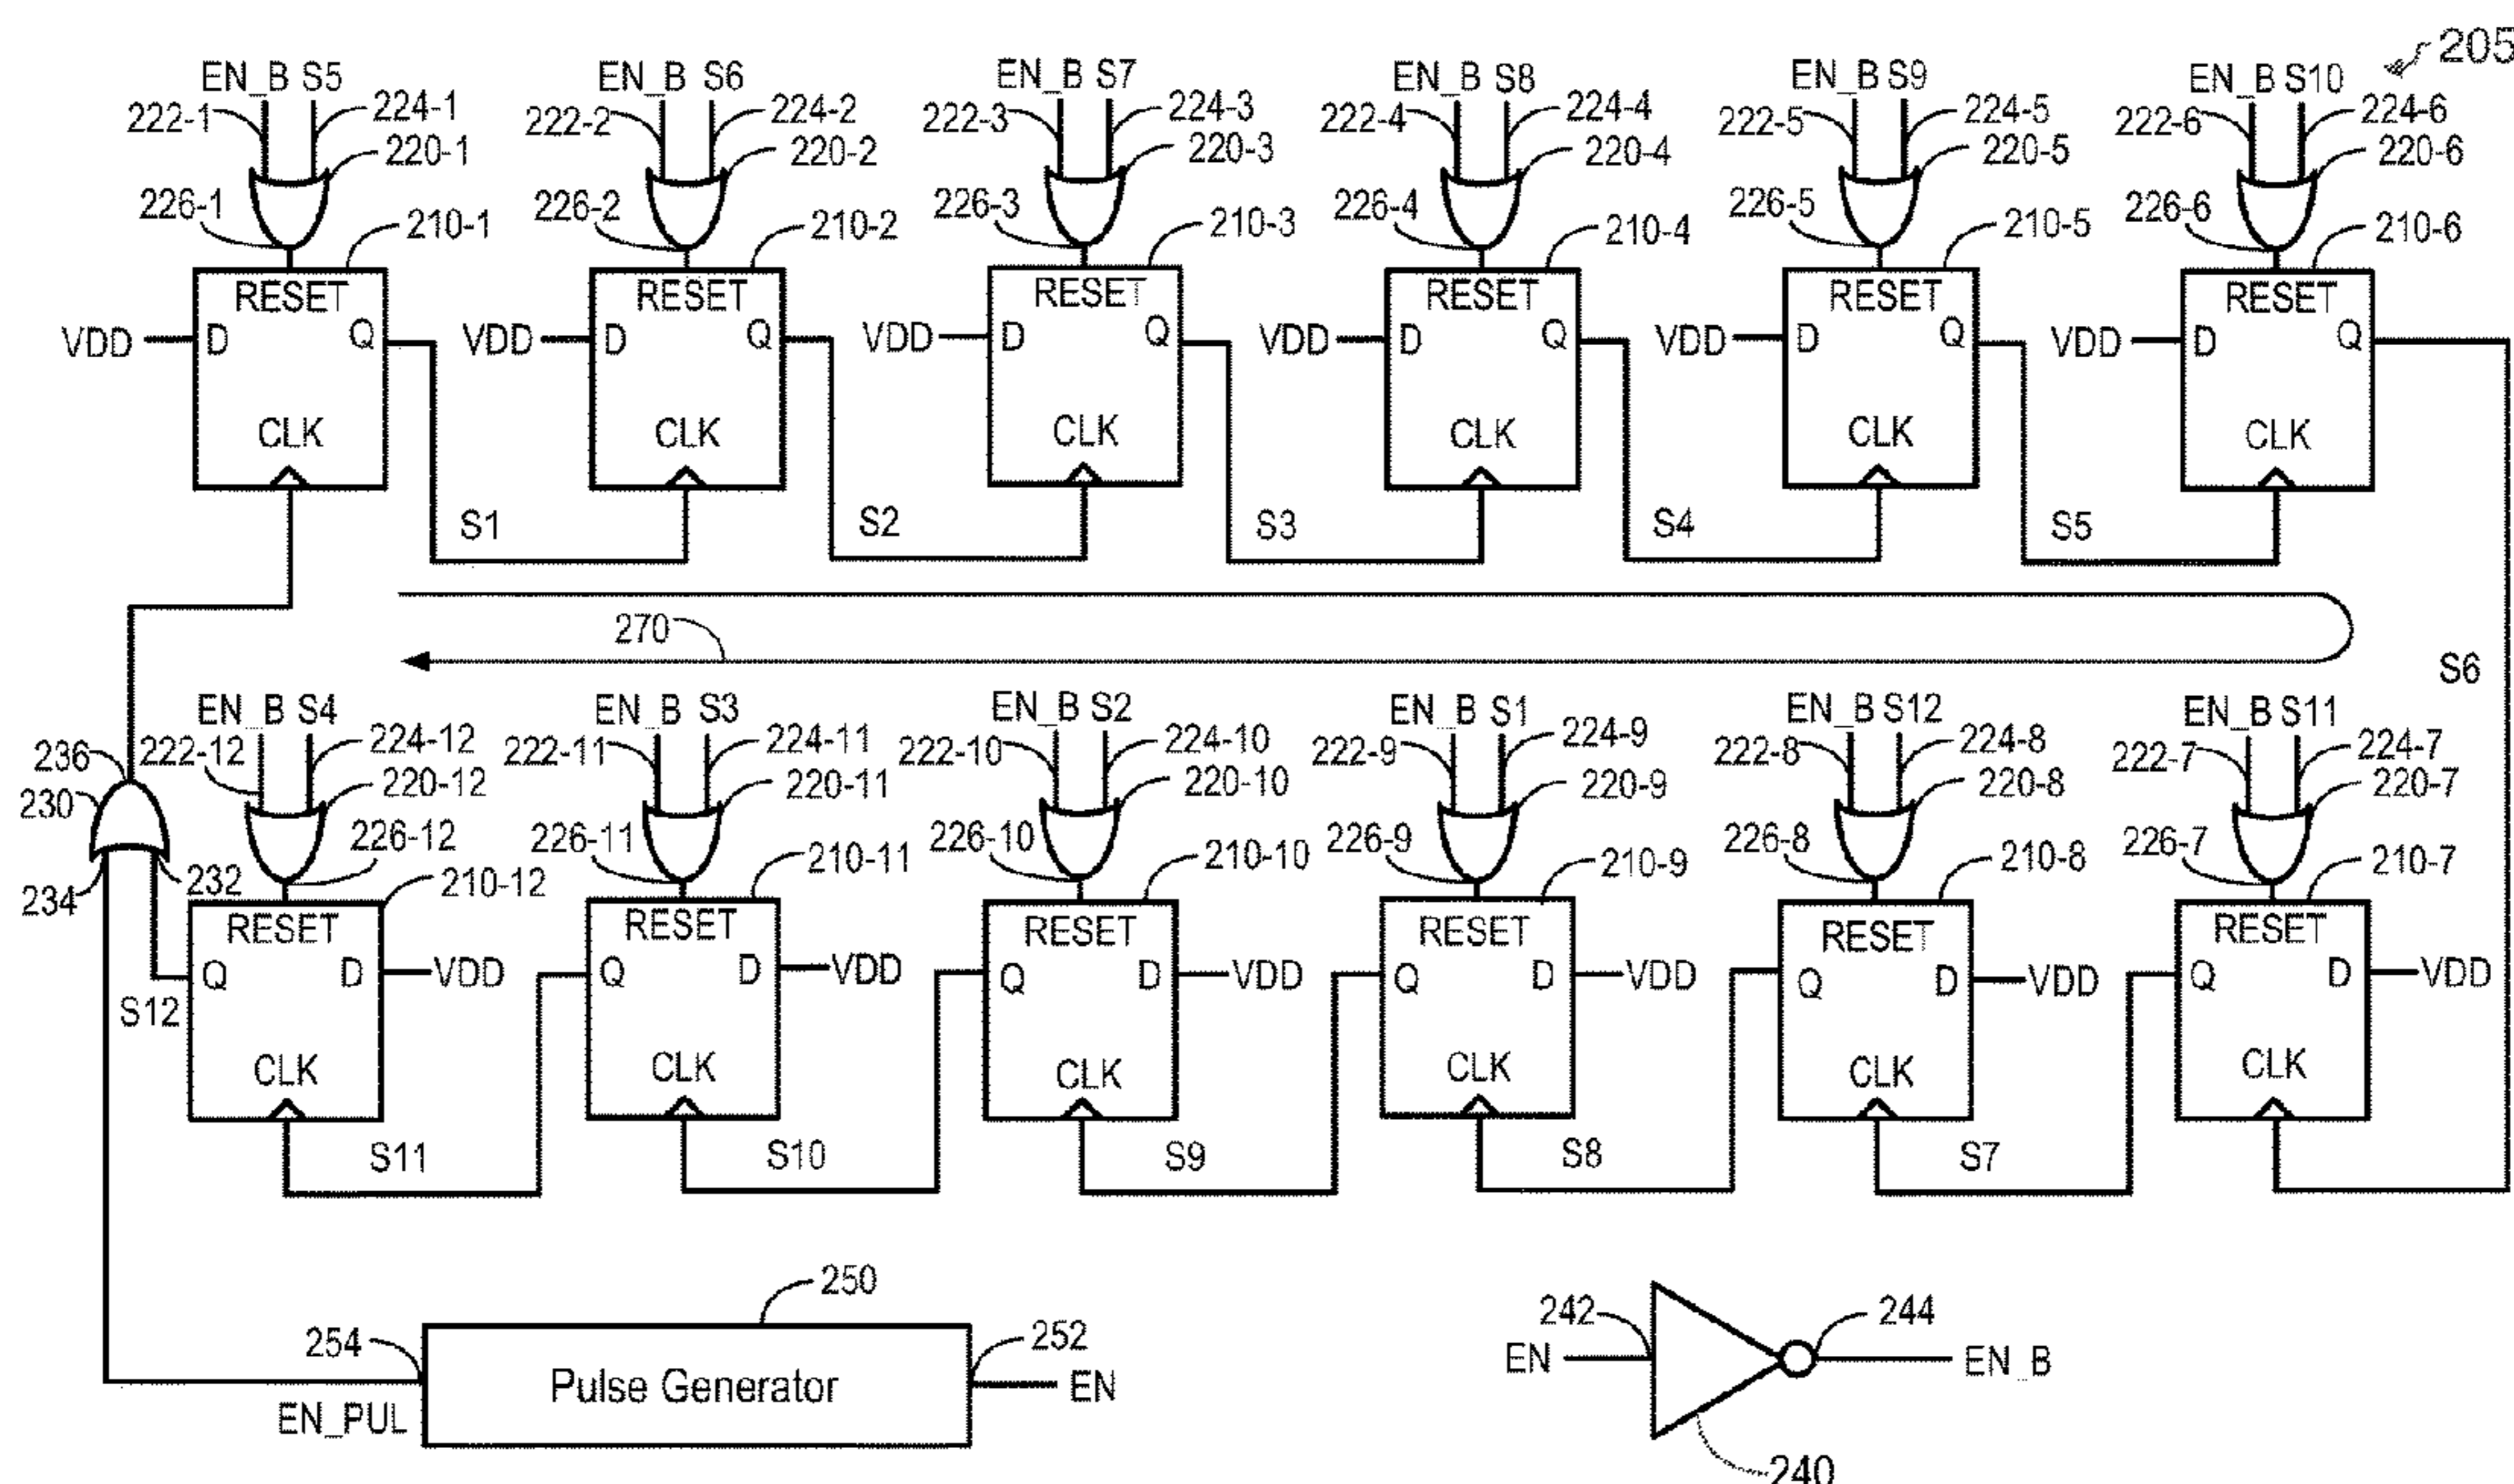 205
EN_B S5 EN_B S6 EN_B S7 EN_B S8 EN_B S9 EN_B S10
222-1 224-1 222-2 224-2 222-3 224-3 222-4 224-4 222-5 224-5 222-6 224-6
220-1 220-2 220-3 220-4 220-5 220-6
226-1 210-1 226-2 210-2 226-3 210-3 226-4 210-4 226-5 210-5 226-6 210-6
RESET RESET RESET RESET RESET RESET
VDD D Q VDD D Q VDD D Q VDD D Q VDD D Q VDD D Q
CLK CLK CLK CLK CLK CLK
S1 S2 S3 S4 S5
270
S6
EN_B S4 EN_B S3 EN_B S2 EN_B S1 EN_B S12 EN_B S11
236 222-12 224-12 222-11 224-11 222-10 224-10 222-9 224-9 222-8 224-8 222-7 224-7
230 220-12 220-11 220-10 220-9 220-8 220-7
226-12 226-11 226-10 226-9 226-8 226-7
234 232 210-12 210-11 210-10 210-9 210-8 210-7
RESET RESET RESET RESET RESET RESET
Q D VDD Q D VDD Q D VDD Q D VDD Q D VDD Q D VDD
S12
CLK CLK CLK CLK CLK CLK
S11 S10 S9 S8 S7
250
254 252 242 244
Pulse Generator EN EN EN_B
EN_PUL
240